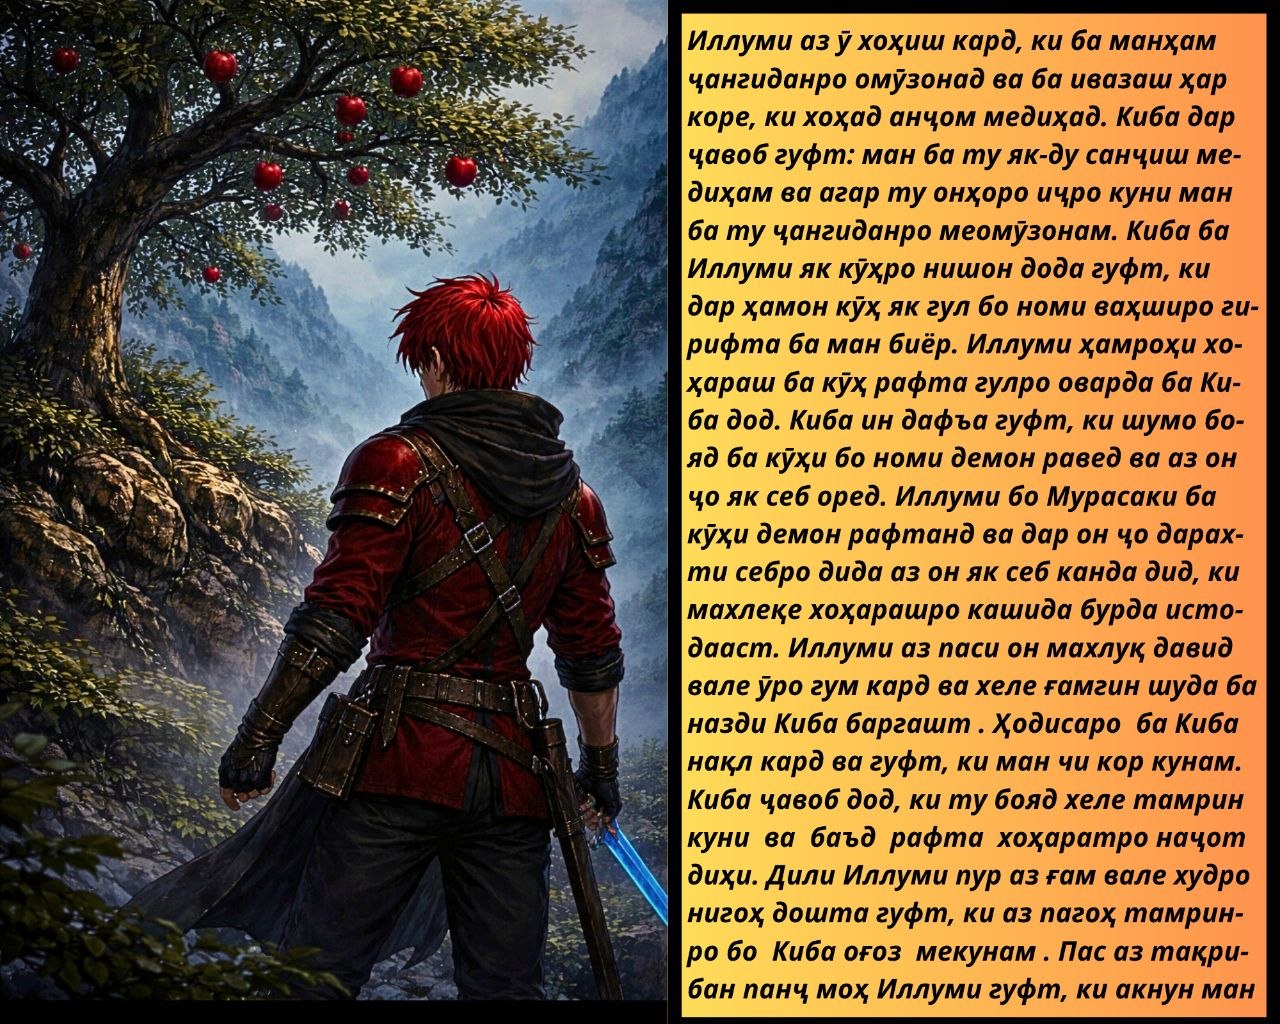 Иллуми аз ӯ хоҳиш кард, ки ба манҳам
ҷангиданро омӯзонад ва ба ивазаш ҳар
коре, ки хоҳад анҷом медиҳад. Киба дар
ҷавоб гуфт: ман ба ту як-ду санҷиш ме-
диҳам ва агар ту онҳоро иҷро куни ман
ба ту ҷангиданро меомӯзонам. Киба ба
Иллуми як кӯҳро нишон дода гуфт, ки
дар ҳамон кӯҳ як гул бо номи ваҳширо ги-
рифта ба ман биёр. Иллуми ҳамроҳи хо-
ҳараш ба кӯҳ рафта гулро оварда ба Ки-
ба дод. Киба ин дафъа гуфт, ки шумо бо-
яд ба кӯҳи бо номи демон равед ва аз он
ҷо як себ оред. Иллуми бо Мурасаки ба
кӯҳи демон рафтанд ва дар он ҷо дарах-
ти себро дида аз он як себ канда дид, ки
махлеқе хоҳарашро кашида бурда исто-
дааст. Иллуми аз паси он махлуқ давид
вале ӯро гум кард ва хеле ғамгин шуда ба
назди Киба баргашт . Ҳодисаро  ба Киба
нақл кард ва гуфт, ки ман чи кор кунам.
Киба ҷавоб дод, ки ту бояд хеле тамрин
куни  ва  баъд  рафта  хоҳаратро наҷот
диҳи. Дили Иллуми пур аз ғам вале худро
нигоҳ дошта гуфт, ки аз пагоҳ тамрин-
ро бо  Киба оғоз  мекунам . Пас аз тақри-
бан панҷ моҳ Иллуми гуфт, ки акнун ман